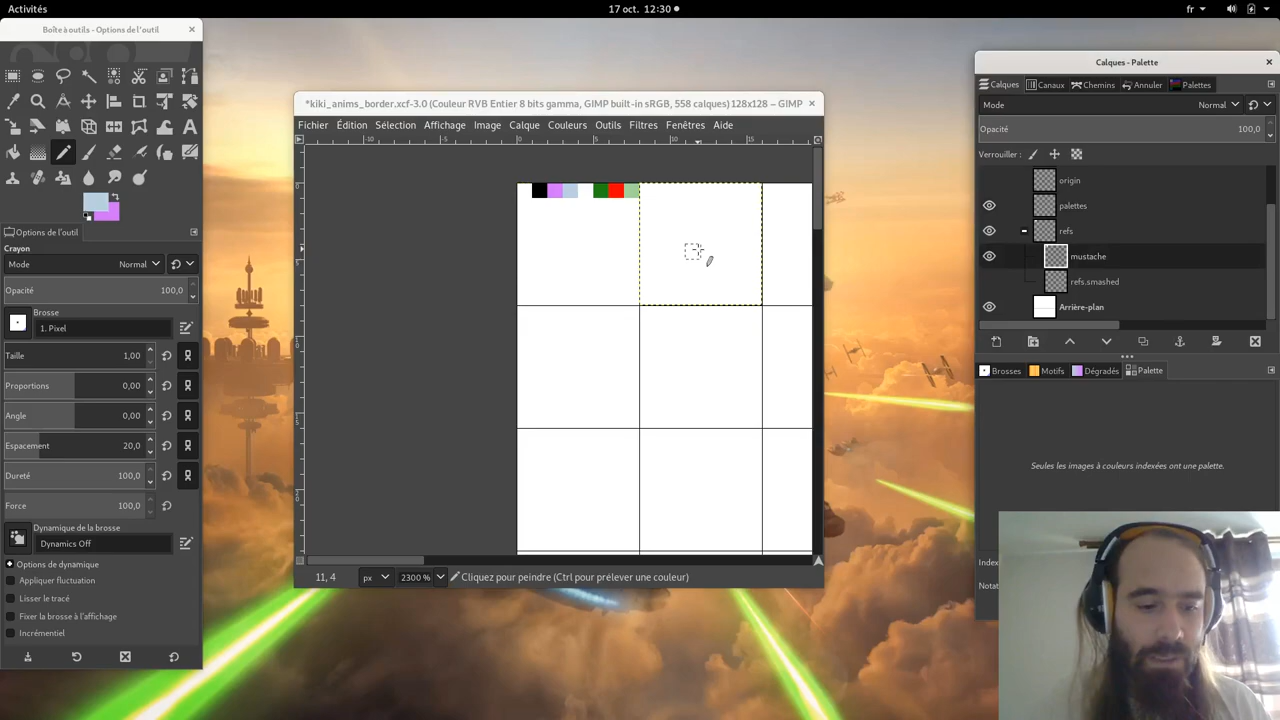 Activités
17 oct. 12:30
fr
Boîte à outils - Options de l'outil
Options de l'outil
Crayon
Mode
Normal
Opacité
100,0
Brosse
1. Pixel
Taille
1,00
Proportions
0,00
Angle
0,00
Espacement
20,0
Dureté
100,0
Force
100,0
Dynamique de la brosse
Dynamics Off
Options de dynamique
Appliquer fluctuation
Lisser le tracé
Fixer la brosse à l'affichage
Incrémentiel
*kiki_anims_border.xcf-3.0 (Couleur RVB Entier 8 bits gamma, GIMP built-in sRGB, 558 calques) 128x128 – GIMP
Fichier Édition Sélection Affichage Image Calque Couleurs Outils Filtres Fenêtres Aide
-10 -5 0 5 10 15
11, 4
px
2300 %
Cliquez pour peindre (Ctrl pour prélever une couleur)
Calques - Palette
Calques Canaux Chemins Annuler Palettes
Mode
Normal
Opacité
100,0
Verrouiller :
origin
palettes
refs
mustache
refs.smashed
Arrière-plan
Brosses Motifs Dégradés Palette
Seules les images à couleurs indexées ont une palette.